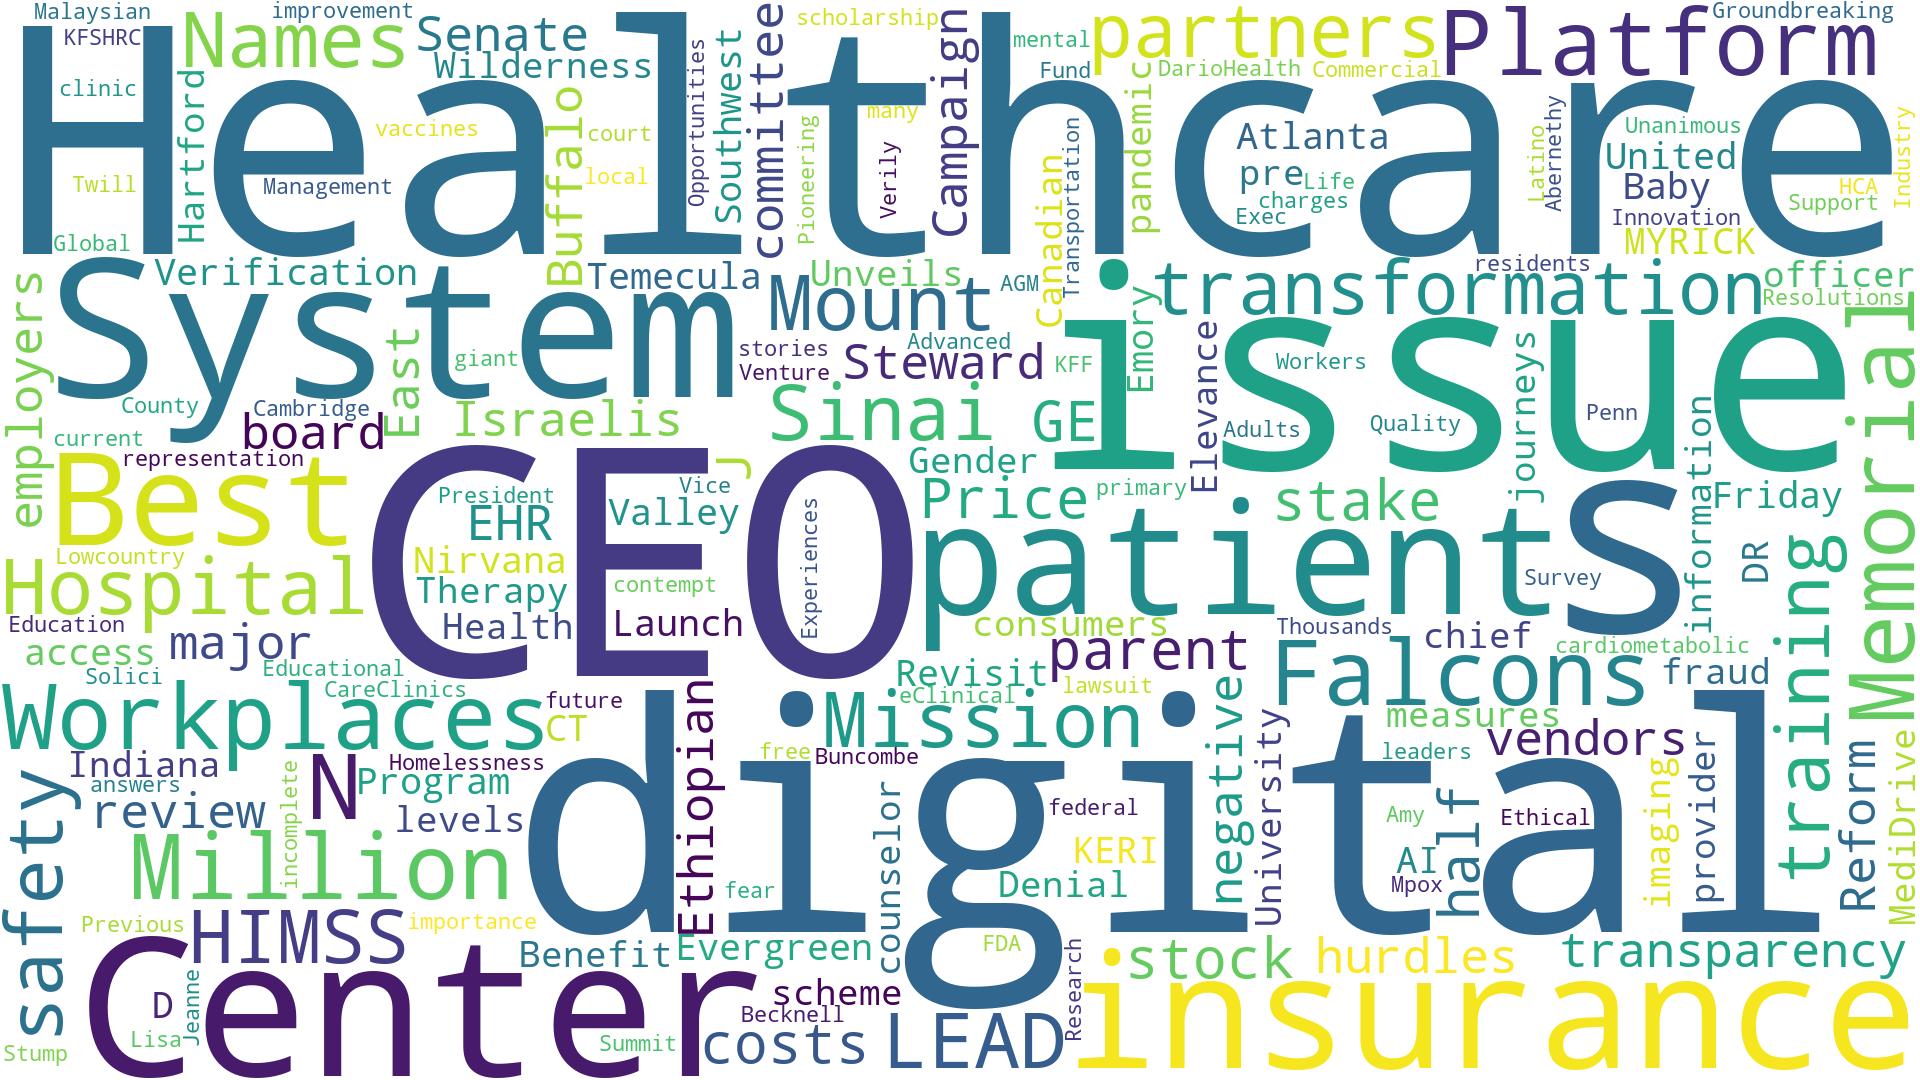 Malaysian
improvement
scholarship
Groundbreaking
KFSHRC
Names
Senate
committee
Campaign
mental
partners
Platform
Healthcare
clinic
Hartford
Wilderness
Opportunities
Southwest
Fund
DarioHealth
Commercial
pandemic
vaccines
Buffalo
court
many
Pioneering
Verily
Transportation
Atlanta
Unanimous
Latino
Abernethy
Industry
Twill
Management
local
Canadian
pre
Life
charges
Exec
United
Baby
HCA
Support
Innovation
MYRICK
Global
System
Verification
Temecula
Unveils
AGM
Mount
Emory
transformation
residents
officer
Resolutions
issue
employers
East
giant
stories
Venture
Steward
Advanced
KFF
Elevance
Workers
journeys
Memorial
County
Cambridge
board
Israelis
Sinai
GE
Adults
Quality
Penn
information
current
representation
Best
CEO
J
Gender
Price
primary
stake
s
Friday
President
EHR
Vice
Valley
Experiences
patients
Lowcountry
Nirvana
Hospital
Therapy
contempt
Survey
DR
training
Education
Health
Launch
consumers
Thousands
chief
cardiometabolic
access
major
parent
Falcons
fraud
Solici
Educational
CareClinics
Revisit
eClinical
lawsuit
Workplaces
future
CT
Ethiopian
Mission
negative
University
measures
vendors
provider
Indiana
Homelessness
free
Buncombe
leaders
Reform
MediDrive
answers
incomplete
N
Program
digital
safety
review
levels
counselor
federal
Amy
Ethical
half
imaging
Million
KERI
AI
Mpox
fear
Denial
Previous
HIMSS
importance
Benefit
Evergreen
FDA
Research
stock
hurdles
transparency
Center
D
Jeanne
scheme
Becknell
insurance
Stump
Lisa
Summit
costs
LEAD